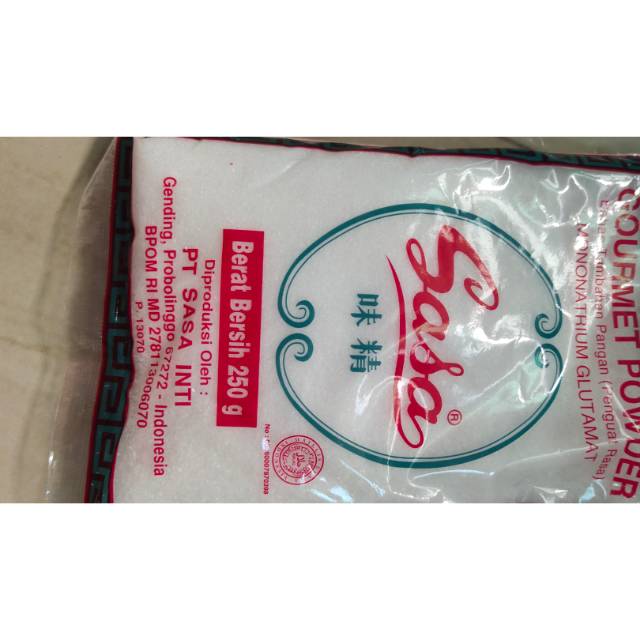 GOURMET POWDER
Bahan Tambahan Pangan (Penguat Rasa)
MONONATRIUM GLUTAMAT
Sasa®
味精
Berat Bersih 250 g
Diproduksi Oleh :
PT SASA INTI
Gending, Probolinggo 67272 - Indonesia
BPOM RI MD 278113006070
P. 13070